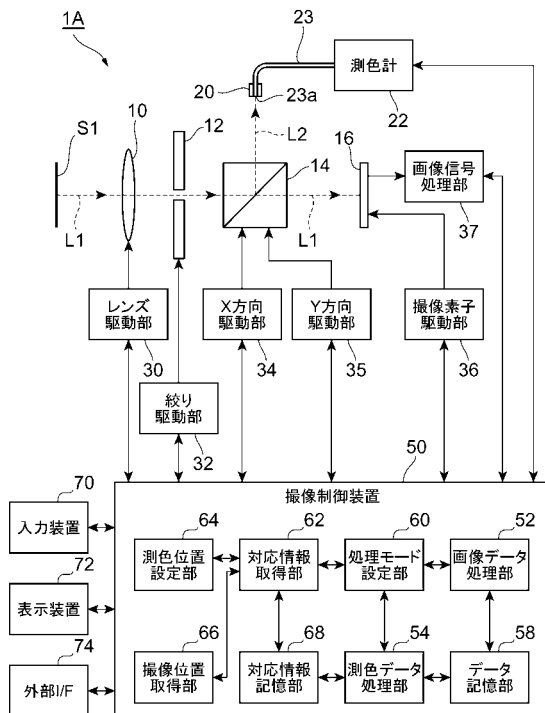 1A
23
測色計
22
20
23a
S1
10
12
L2
14
16
L1
L1
画像信号
処理部
37
レンズ
駆動部
30
X方向
駆動部
34
Y方向
駆動部
35
撮像素子
駆動部
36
絞り
駆動部
32
50
撮像制御装置
70
入力装置
72
表示装置
74
外部I/F
64
測色位置
設定部
62
対応情報
取得部
60
処理モード
設定部
52
画像データ
処理部
66
撮像位置
取得部
68
対応情報
記憶部
54
測色データ
処理部
58
データ
記憶部